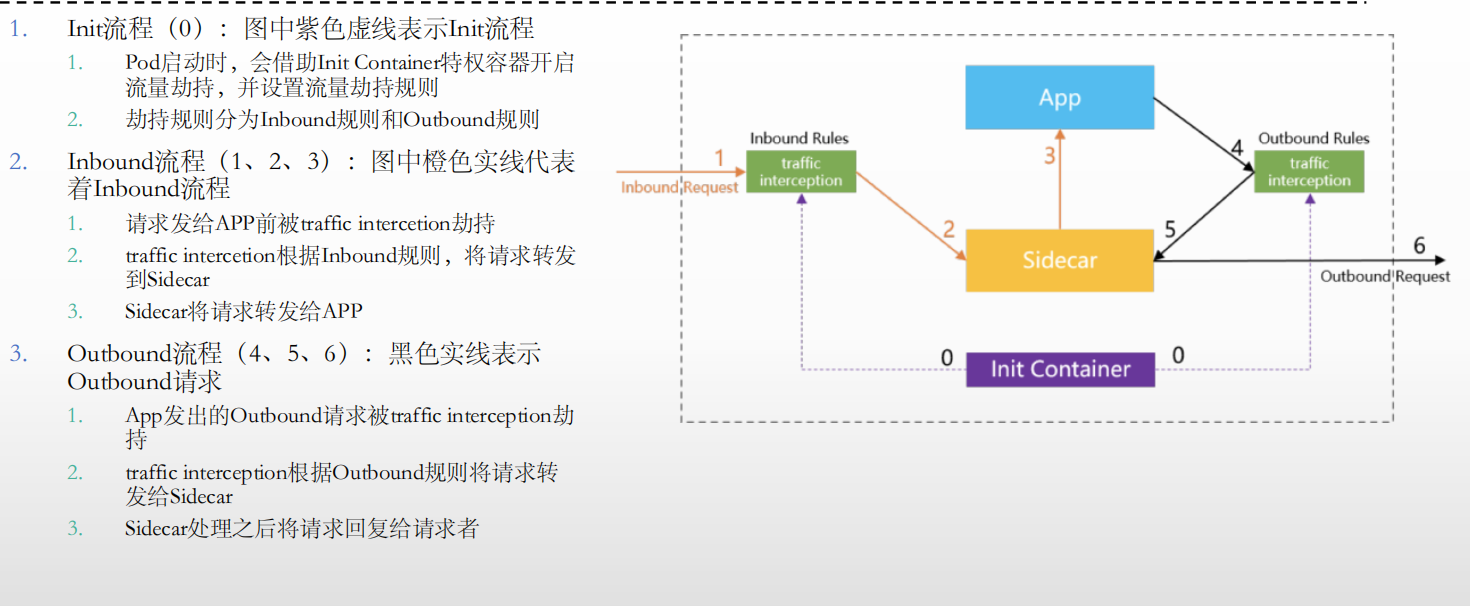 1. Init流程（0）：图中紫色虚线表示Init流程
1. Pod启动时，会借助Init Container特权容器开启
流量劫持，并设置流量劫持规则
2. 劫持规则分为Inbound规则和Outbound规则
2. Inbound流程（1、2、3）：图中橙色实线代表
着Inbound流程
1. 请求发给APP前被traffic intercetion劫持
2. traffic intercetion根据Inbound规则，将请求转发
到Sidecar
3. Sidecar将请求转发给APP
3. Outbound流程（4、5、6）：黑色实线表示
Outbound请求
1. App发出的Outbound请求被traffic interception劫
持
2. traffic interception根据Outbound规则将请求转
发给Sidecar
3. Sidecar处理之后将请求回复给请求者
App
Inbound Rules
traffic
interception
Outbound Rules
traffic
interception
1
Inbound Request
2
3
4
5
6
Outbound Request
Sidecar
0
Init Container
0